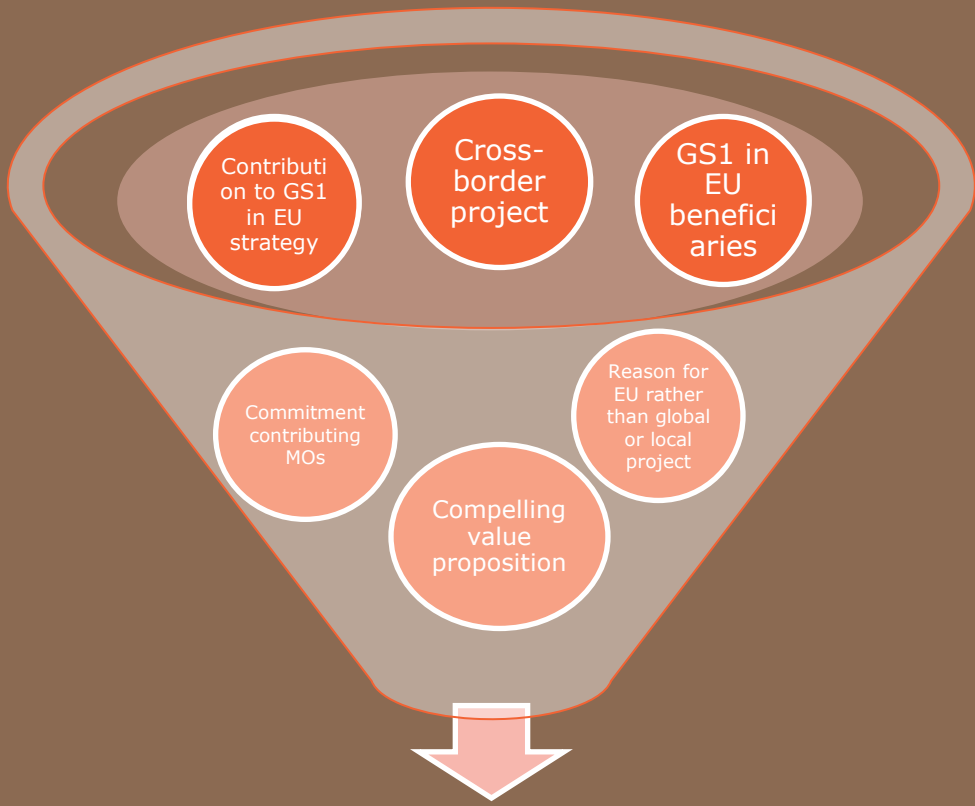 Contributi
on to GS1
in EU
strategy
Cross-
border
project
GS1 in
EU
benefici
aries
Commitment
contributing
MOs
Reason for
EU rather
than global
or local
project
Compelling
value
proposition